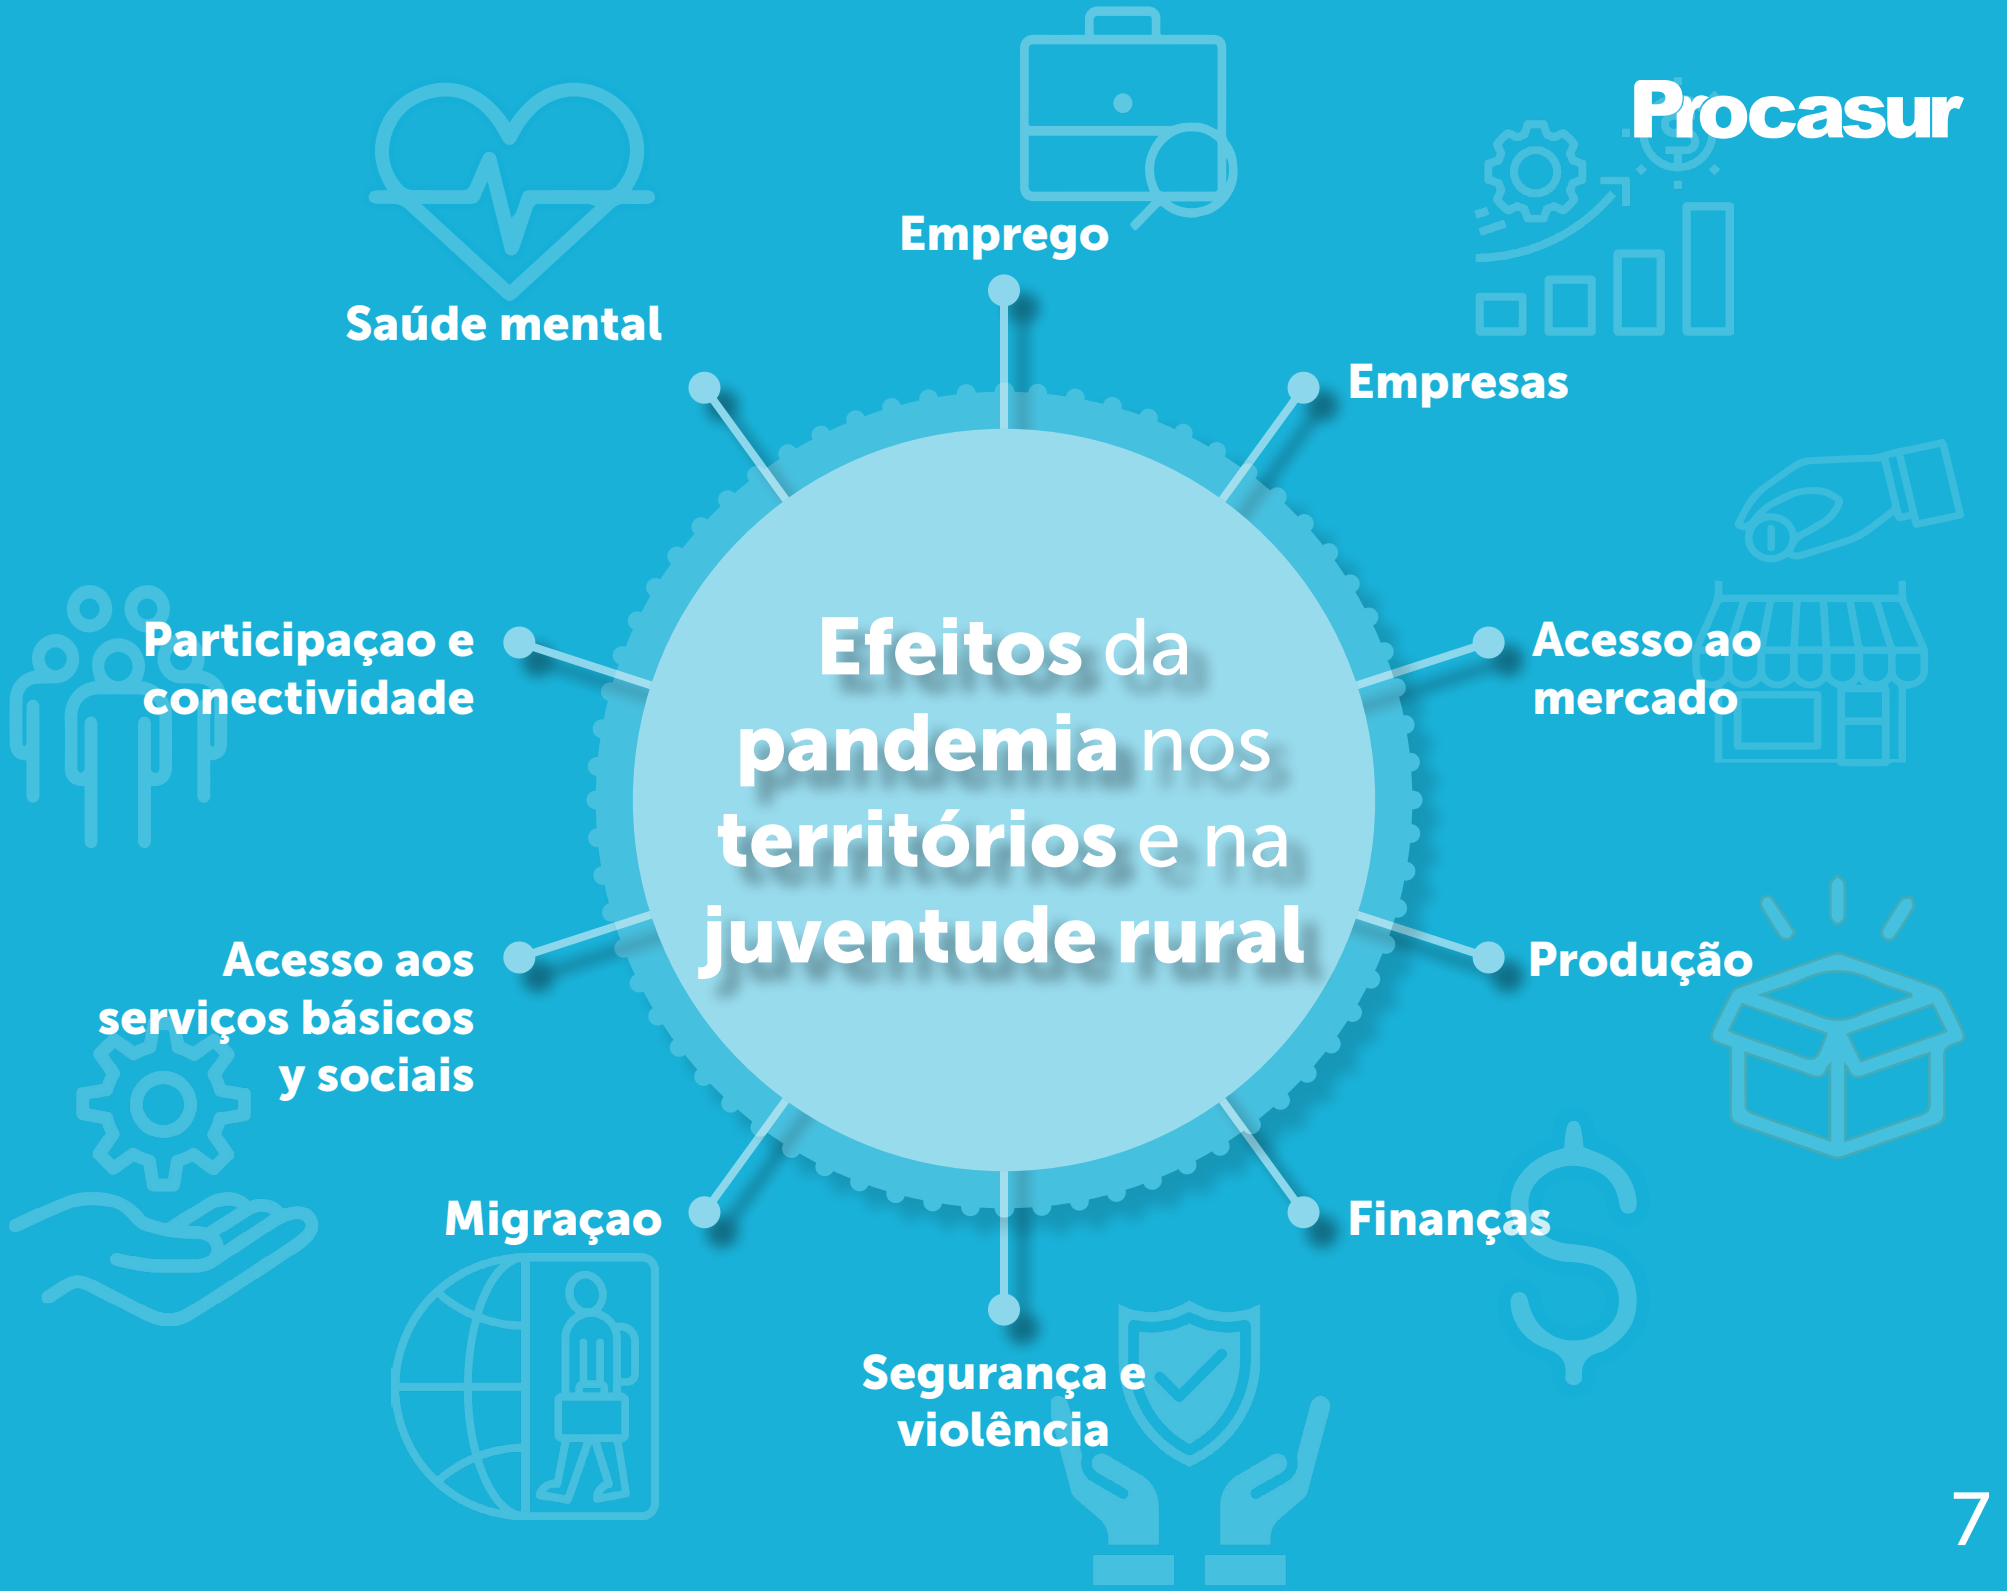 Procasur
Emprego
Saúde mental
Empresas
Participaçao e
conectividade
Acesso ao
mercado
Efeitos da
pandemia nos
territórios e na
juventude rural
Acesso aos
serviços básicos
y sociais
Produção
Migraçao
Finanças
Segurança e
violência
7